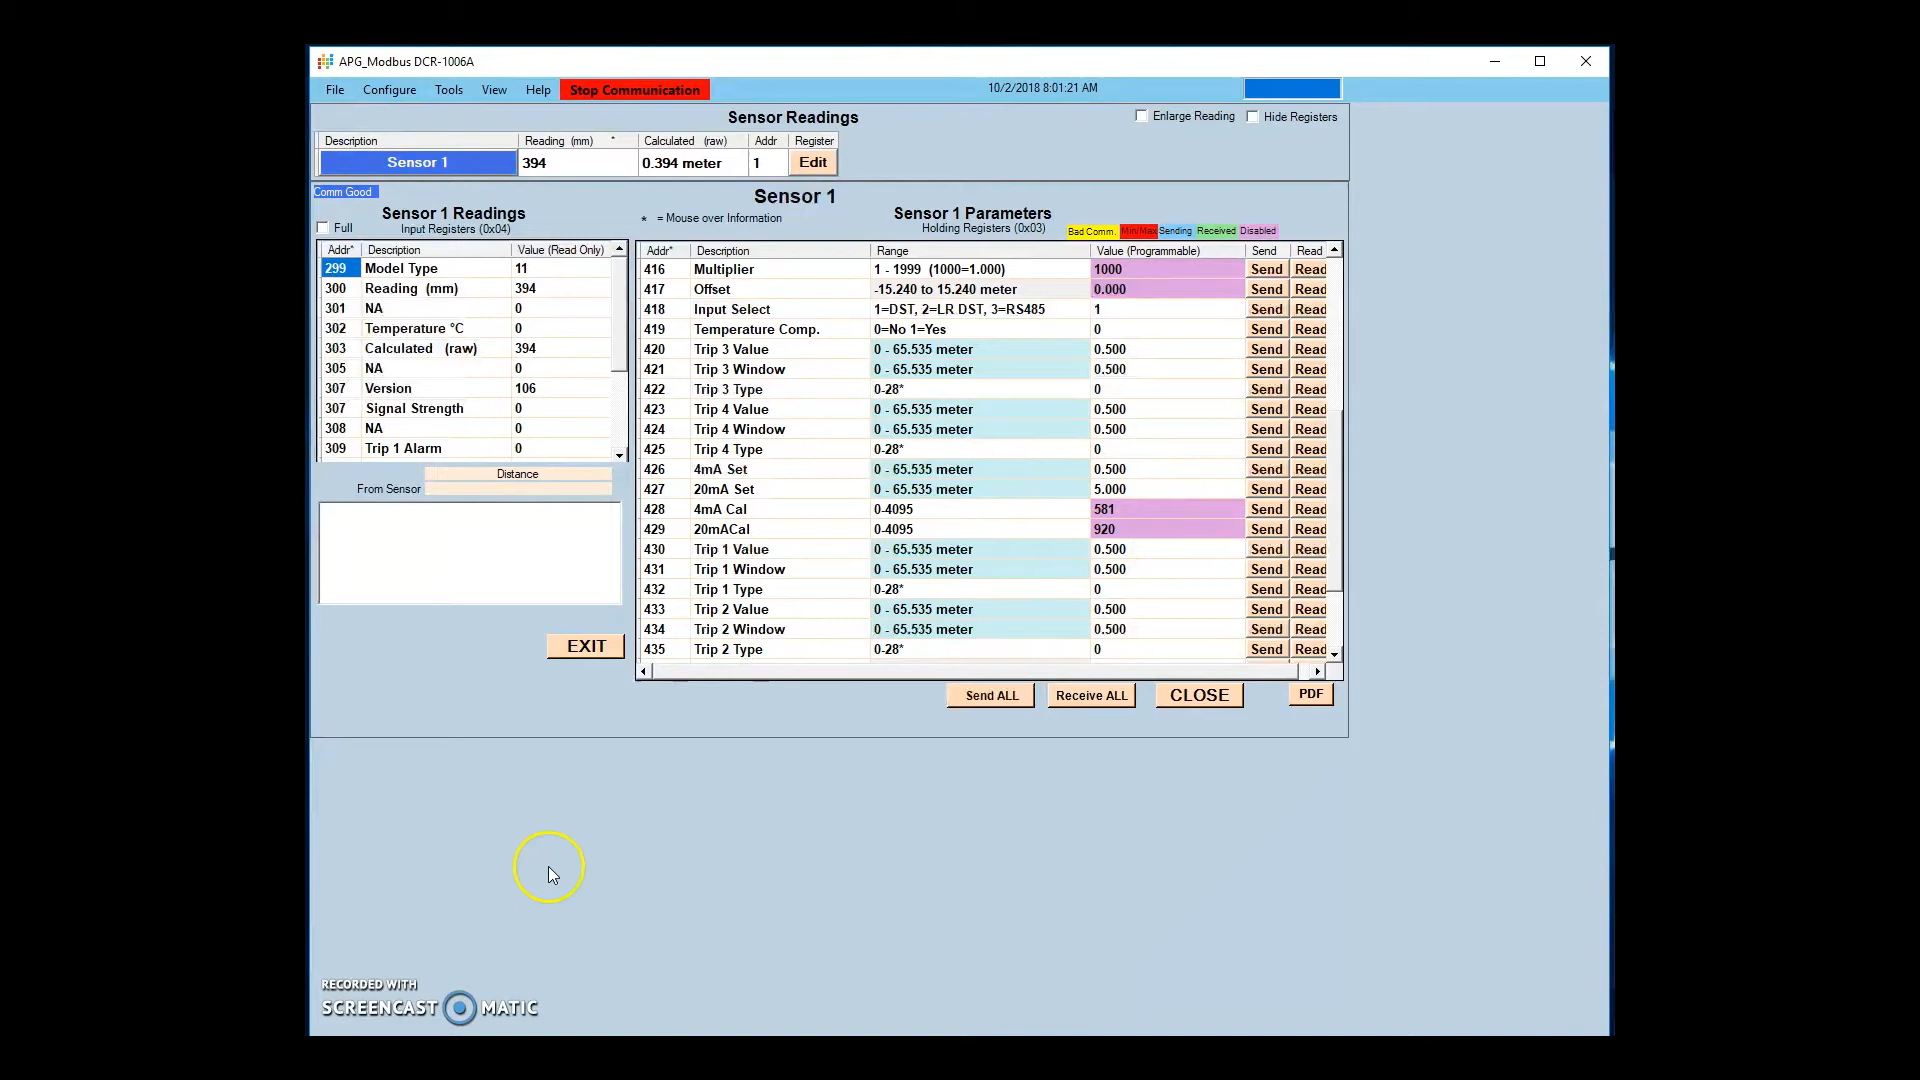 APG_Modbus DCR-1006A
File Configure Tools View Help Stop Communication 10/2/2018 8:01:21 AM
Sensor Readings Enlarge Reading Hide Registers
Description Reading (mm) * Calculated (raw) Addr Register
Sensor 1 394 0.394 meter 1 Edit
Comm Good Sensor 1
Sensor 1 Readings * = Mouse over Information Sensor 1 Parameters
Full Input Registers (0x04) Holding Registers (0x03) Bad Comm. Min/Max Sending Received Disabled
Addr* Description Value (Read Only)
299 Model Type 11
300 Reading (mm) 394
301 NA 0
302 Temperature °C 0
303 Calculated (raw) 394
305 NA 0
307 Version 106
307 Signal Strength 0
308 NA 0
309 Trip 1 Alarm 0
Distance
From Sensor
EXIT
Addr* Description Range Value (Programmable) Send Read
416 Multiplier 1 - 1999 (1000=1.000) 1000 Send Read
417 Offset -15.240 to 15.240 meter 0.000 Send Read
418 Input Select 1=DST, 2=LR DST, 3=RS485 1 Send Read
419 Temperature Comp. 0=No 1=Yes 0 Send Read
420 Trip 3 Value 0 - 65.535 meter 0.500 Send Read
421 Trip 3 Window 0 - 65.535 meter 0.500 Send Read
422 Trip 3 Type 0-28* 0 Send Read
423 Trip 4 Value 0 - 65.535 meter 0.500 Send Read
424 Trip 4 Window 0 - 65.535 meter 0.500 Send Read
425 Trip 4 Type 0-28* 0 Send Read
426 4mA Set 0 - 65.535 meter 0.500 Send Read
427 20mA Set 0 - 65.535 meter 5.000 Send Read
428 4mA Cal 0-4095 581 Send Read
429 20mACal 0-4095 920 Send Read
430 Trip 1 Value 0 - 65.535 meter 0.500 Send Read
431 Trip 1 Window 0 - 65.535 meter 0.500 Send Read
432 Trip 1 Type 0-28* 0 Send Read
433 Trip 2 Value 0 - 65.535 meter 0.500 Send Read
434 Trip 2 Window 0 - 65.535 meter 0.500 Send Read
435 Trip 2 Type 0-28* 0 Send Read
Send ALL Receive ALL CLOSE PDF
RECORDED WITH
SCREENCAST MATIC